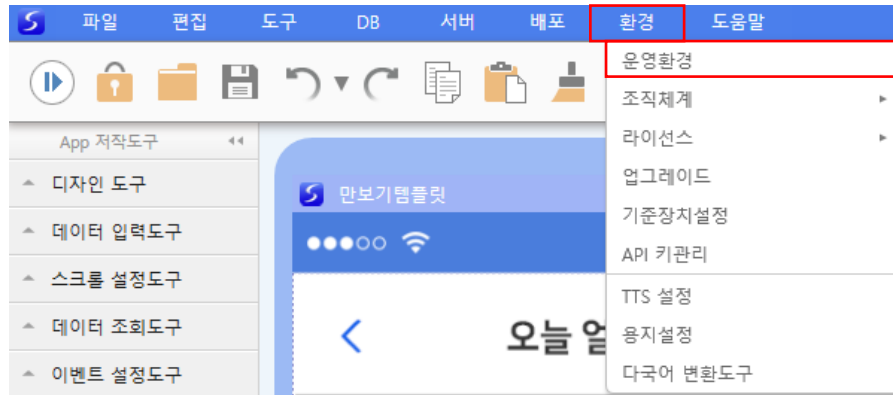 파일 편집 도구 DB 서버 배포 환경 도움말
운영환경
조직체계
라이선스
업그레이드
기준장치설정
API 키관리
TTS 설정
용지설정
다국어 변환도구
App 저작도구
디자인 도구
데이터 입력도구
스크롤 설정도구
데이터 조회도구
이벤트 설정도구
만보기템플릿
오늘